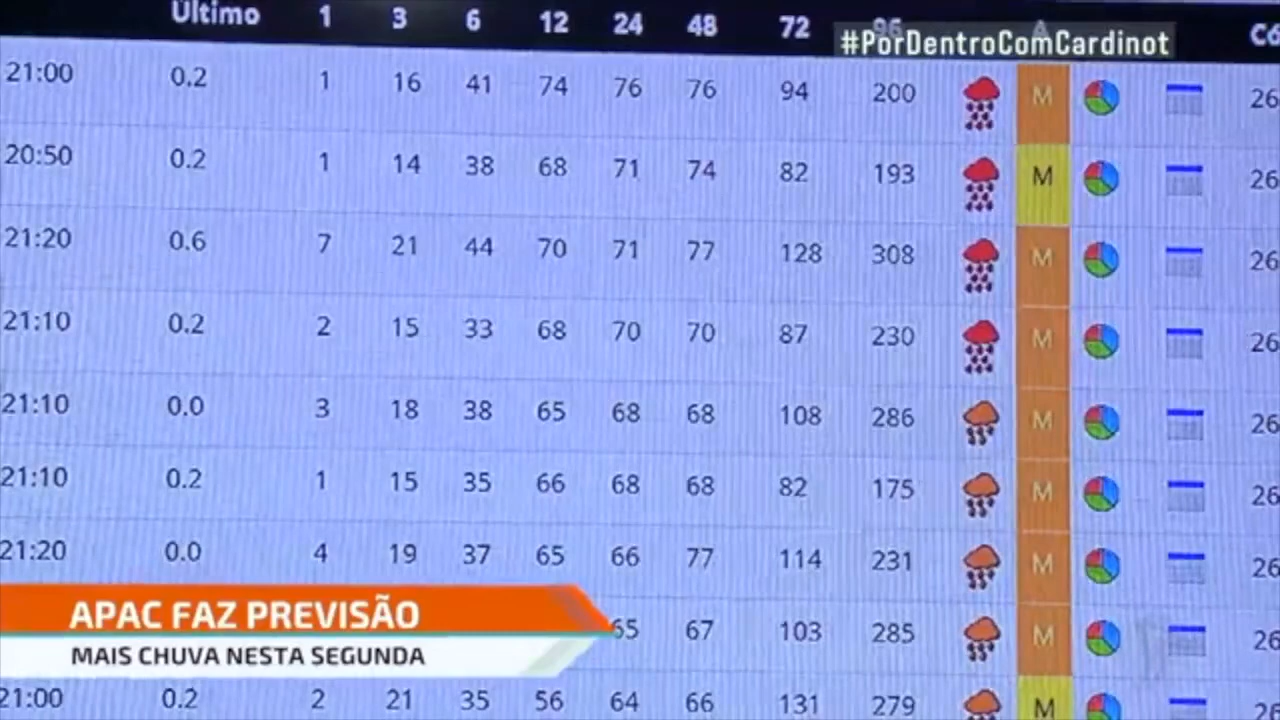 Último 1 3 6 12 24 48 72 96 A Có
#PorDentroComCardinot
21:00 0.2 1 16 41 74 76 76 94 200 M 26
20:50 0.2 1 14 38 68 71 74 82 193 M 26
21:20 0.6 7 21 44 70 71 77 128 308 M 26
21:10 0.2 2 15 33 68 70 70 87 230 M 26
21:10 0.0 3 18 38 65 68 68 108 286 M 26
21:10 0.2 1 15 35 66 68 68 82 175 M 26
21:20 0.0 4 19 37 65 66 77 114 231 M 26
65 67 103 285 M 26
APAC FAZ PREVISÃO
MAIS CHUVA NESTA SEGUNDA
21:00 0.2 2 21 35 56 64 66 131 279 M 26